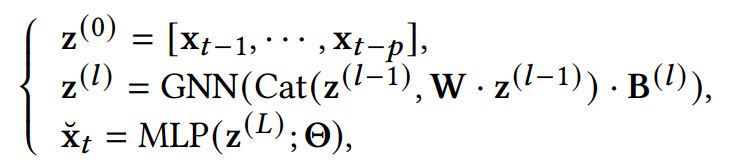 z⁽⁰⁾ = [x_{t−1}, ⋯ , x_{t−p}],
z⁽ˡ⁾ = GNN(Cat(z⁽ˡ⁻¹⁾, W · z⁽ˡ⁻¹⁾) · B⁽ˡ⁾),
x̆_t = MLP(z⁽ᴸ⁾; Θ),